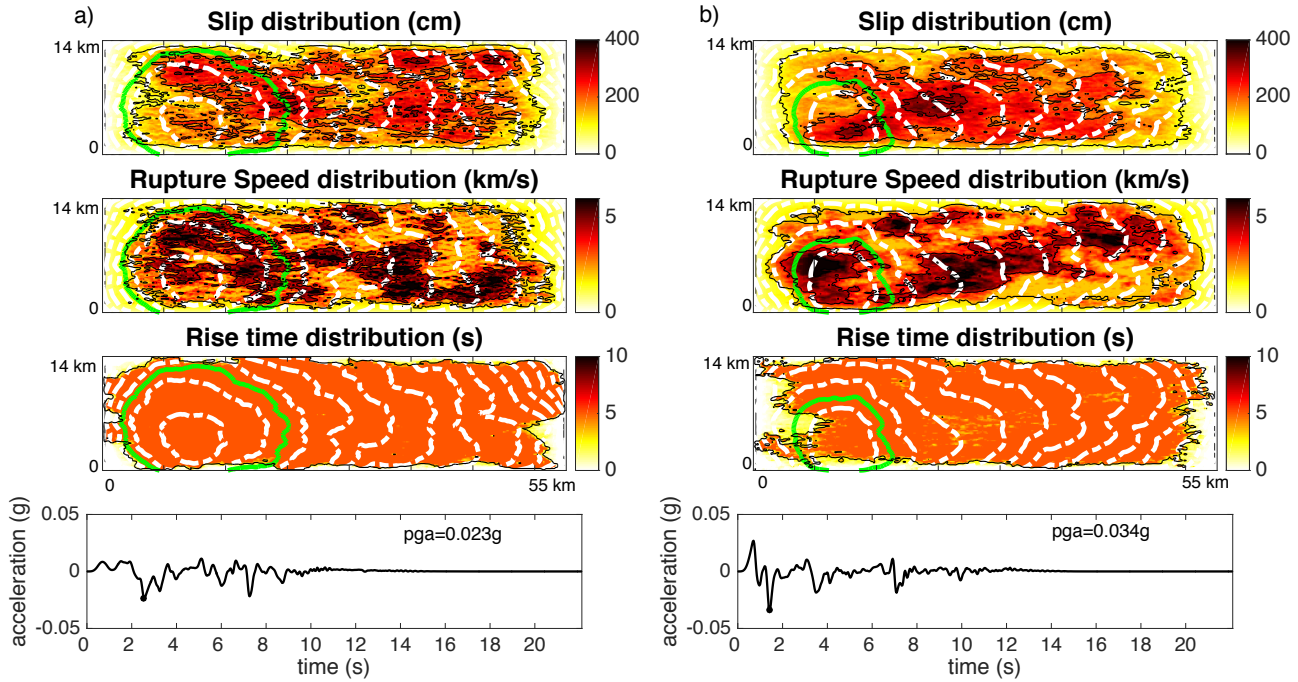 a)
Slip distribution (cm)
14 km
0
400
200
0
Rupture Speed distribution (km/s)
14 km
0
5
0
Rise time distribution (s)
14 km
0
10
5
0
0
55 km
0.05
0
-0.05
acceleration (g)
pga=0.023g
0 2 4 6 8 10 12 14 16 18 20
time (s)
b)
Slip distribution (cm)
14 km
0
400
200
0
Rupture Speed distribution (km/s)
14 km
0
5
0
Rise time distribution (s)
14 km
0
10
5
0
0
55 km
0.05
0
-0.05
acceleration (g)
pga=0.034g
0 2 4 6 8 10 12 14 16 18 20
time (s)